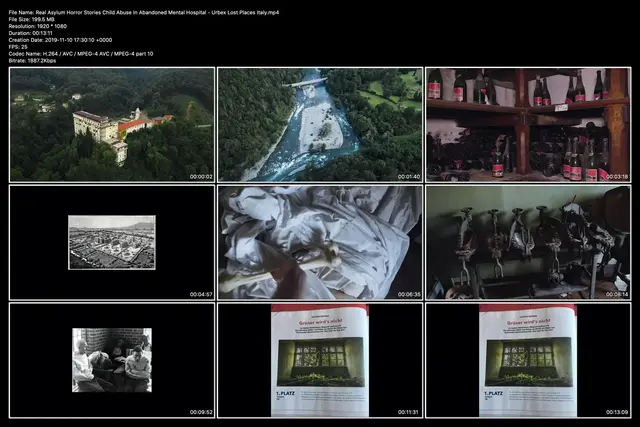 File Name: Real Asylum Horror Stories Child Abuse In Abandoned Mental Hospital - Urbex Lost Places Italy.mp4
File Size: 199.5 MB
Resolution: 1920 * 1080
Duration: 00:13:11
Creation Date: 2019-11-10 17:30:10 +0000
FPS: 25
Codec Name: H.264 / AVC / MPEG-4 AVC / MPEG-4 part 10
Bitrate: 1887.2Kbps
00:00:02
00:01:40
00:03:18
00:04:57
00:06:35
00:08:14
Grüner wird's nicht
1. PLATZ
Grüner wird's nicht
1. PLATZ
00:09:52
00:11:31
00:13:09